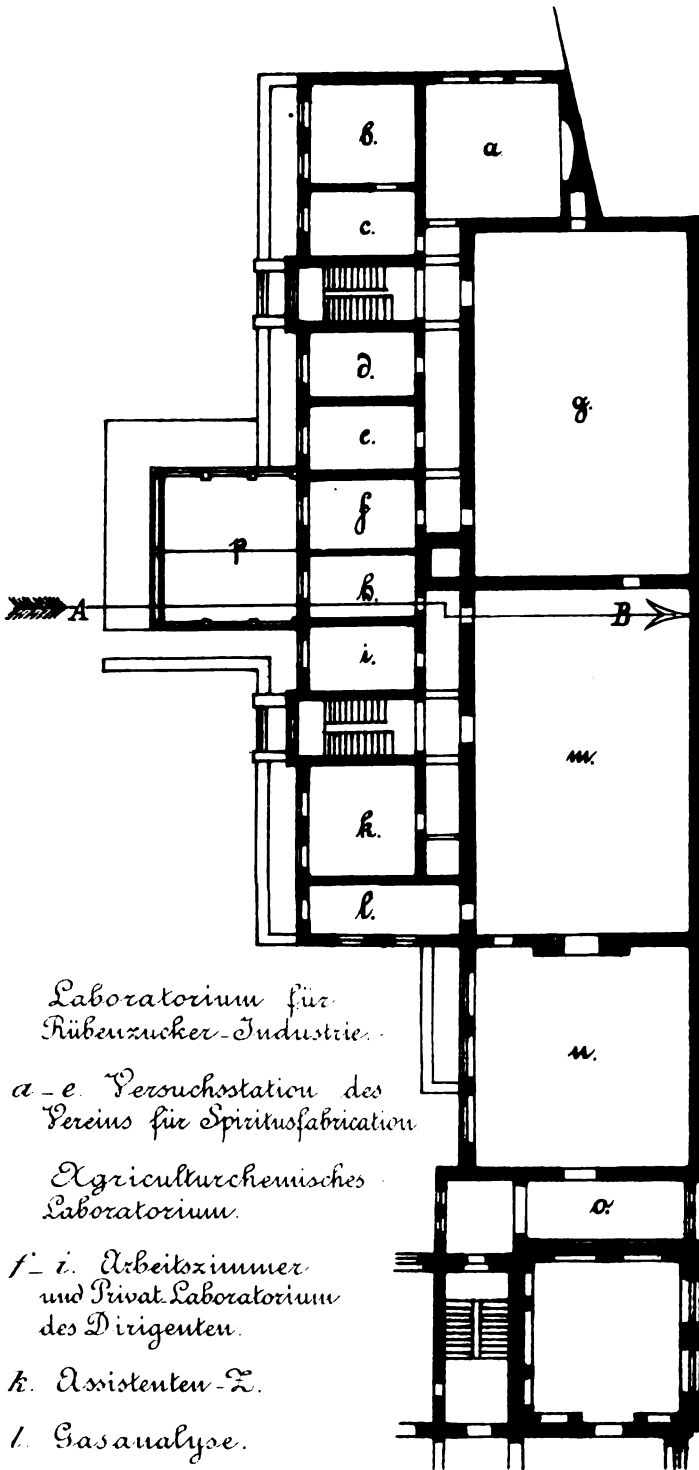 b.
a
c.
d.
g.
e.
f
p
h.
A
B
i.
m.
k.
l.
Laboratorium für
Rübenzucker-Industrie.
n.
a-e. Versuchsstation des
Vereins für Spiritusfabrication
Agriculturchemisches
Laboratorium.
o.
f-i. Arbeitszimmer
und Privat-Laboratorium
des Dirigenten.
k. Assistenten-Z.
l. Gasanalyse.